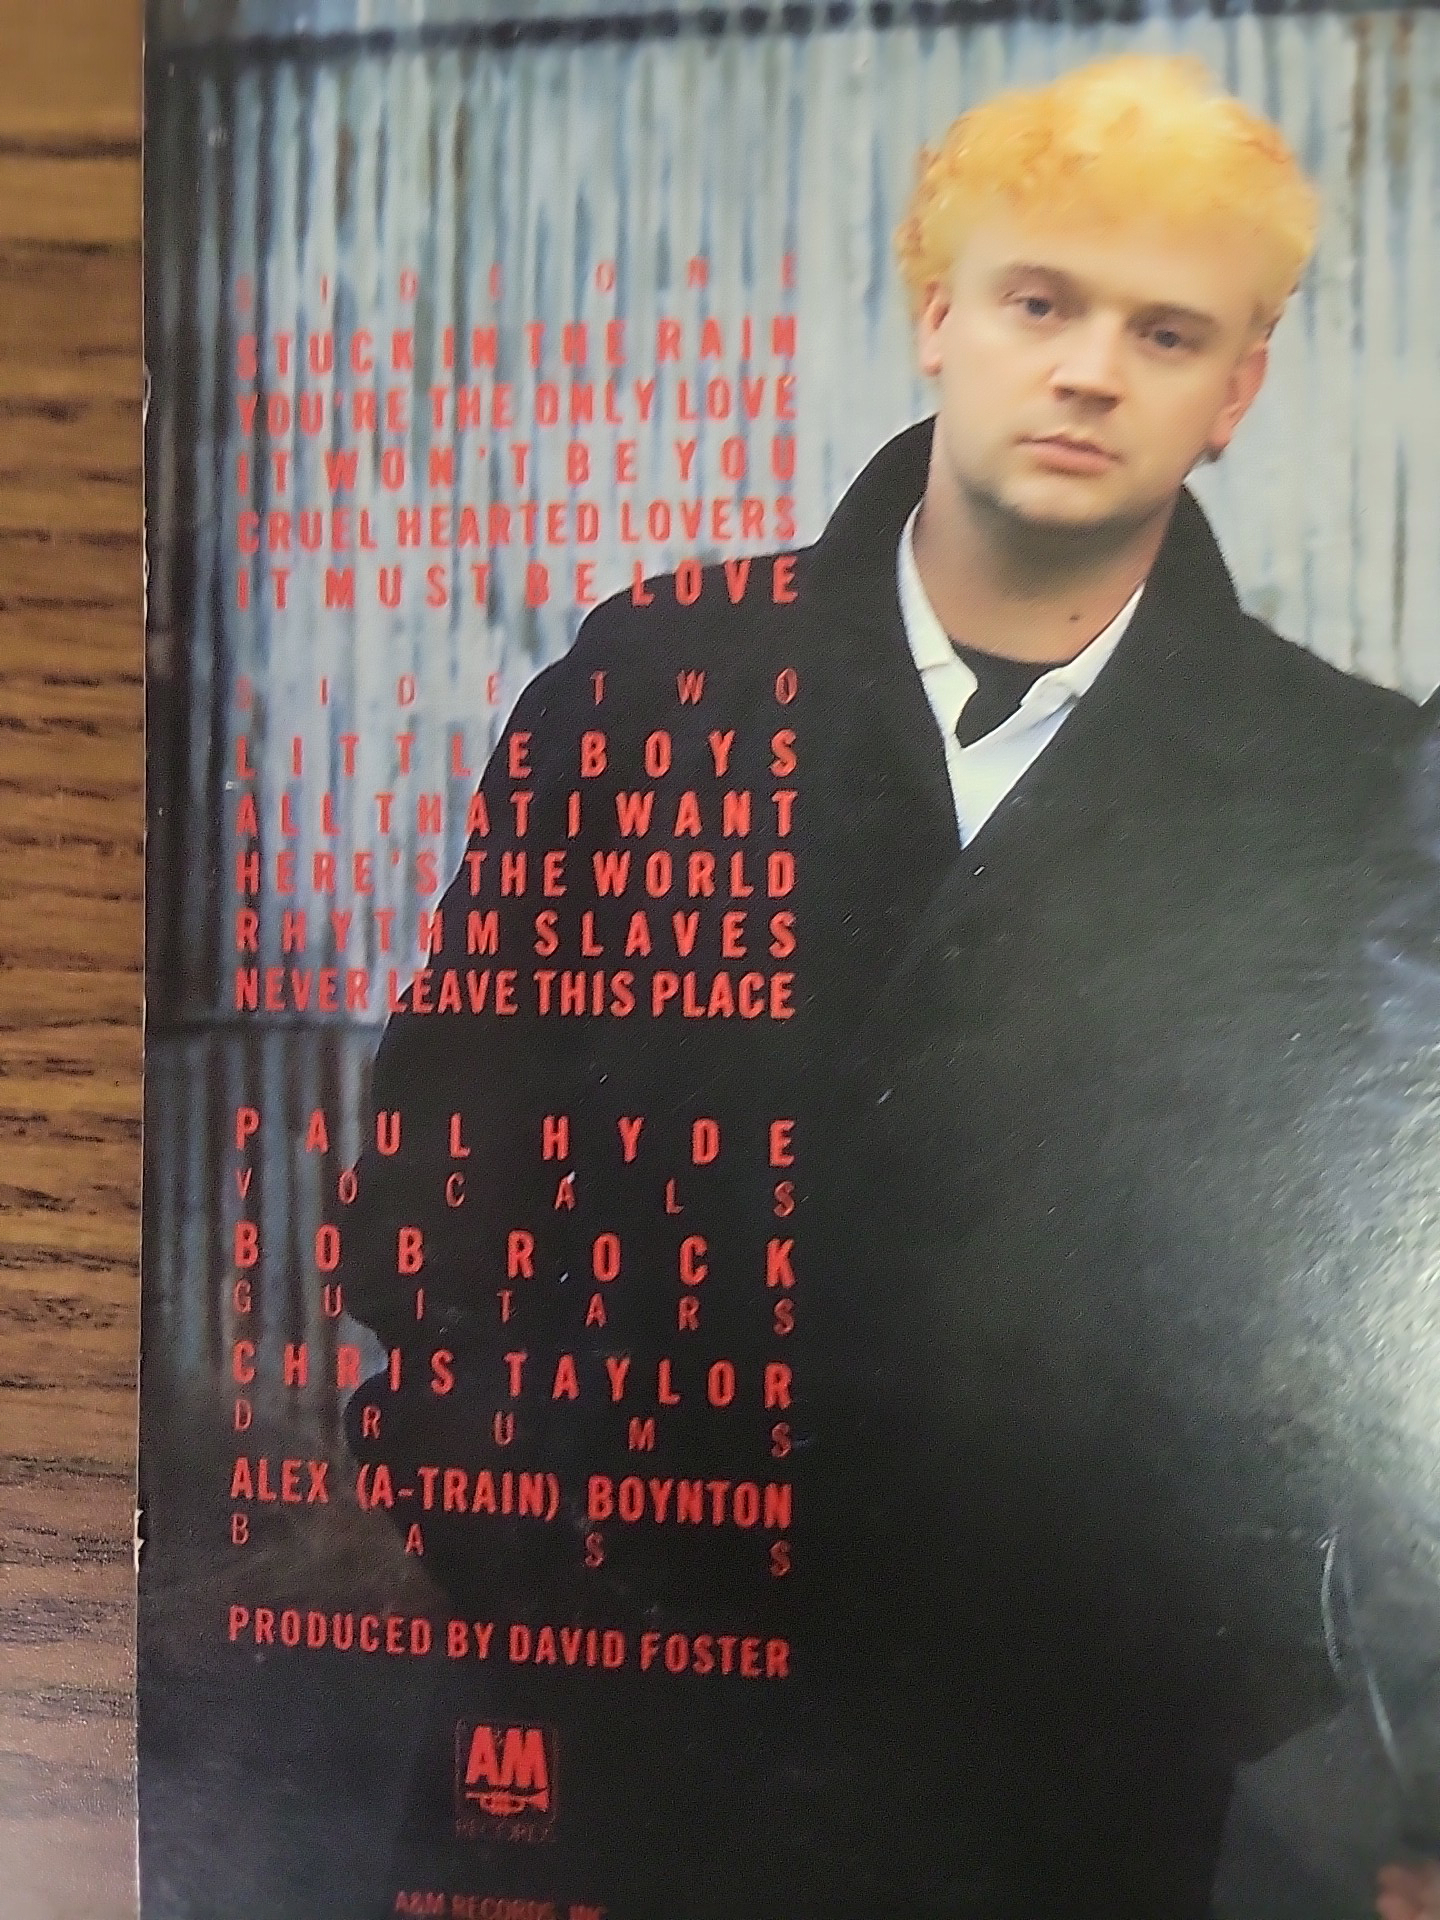 SIDE ONE
STUCK IN THE RAIN
YOU'RE THE ONLY LOVE
IT WON'T BE YOU
CRUEL HEARTED LOVERS
IT MUST BE LOVE
SIDE TWO
LITTLE BOYS
ALL THAT I WANT
HERE'S THE WORLD
RHYTHM SLAVES
NEVER LEAVE THIS PLACE
PAUL HYDE
VOCALS
BOB ROCK
GUITARS
CHRIS TAYLOR
DRUMS
ALEX (A-TRAIN) BOYNTON
BASS
PRODUCED BY DAVID FOSTER
A&M
RECORDS
A&M RECORDS, INC